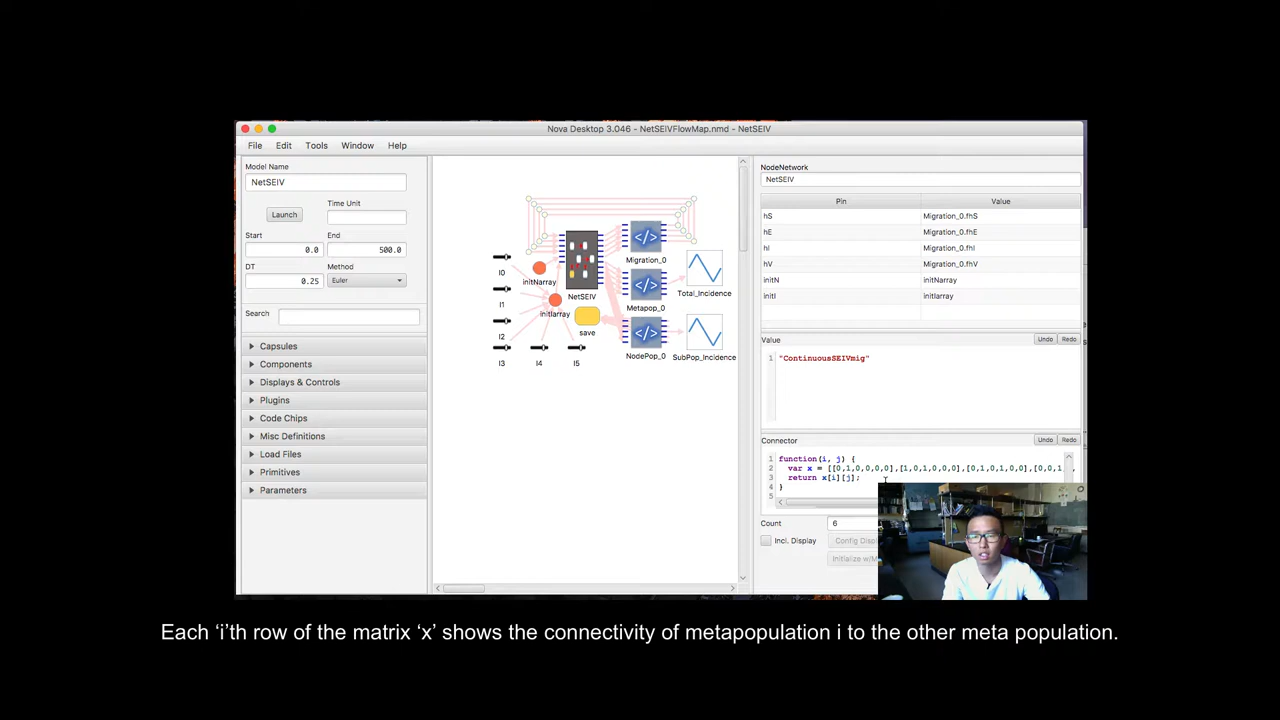 Nova Desktop 3.046 - NetSEIVFlowMap.nmd - NetSEIV
File Edit Tools Window Help
Model Name
NetSEIV
Launch
Time Unit
Start
0.0
End
500.0
DT
0.25
Method
Euler
Search
Capsules
Components
Displays & Controls
Plugins
Code Chips
Misc Definitions
Load Files
Primitives
Parameters
I0
I1
I2
I3
I4
I5
initNarray
initIarray
NetSEIV
save
Migration_0
Metapop_0
NodePop_0
Total_Incidence
SubPop_Incidence
NodeNetwork
NetSEIV
Pin Value
hS Migration_0.fhS
hE Migration_0.fhE
hI Migration_0.fhI
hV Migration_0.fhV
initN initNarray
initI initIarray
Value Undo Redo
1 "ContinuousSEIVmig"
Connector Undo Redo
1 function(i, j) {
2 var x = [[0,1,0,0,0,0],[1,0,1,0,0,0],[0,1,0,1,0,0],[0,0,1,
3 return x[i][j];
4 }
5
Count 6
Incl. Display Config Displ
Initialize w/M
Each ‘i’th row of the matrix ‘x’ shows the connectivity of metapopulation i to the other meta population.